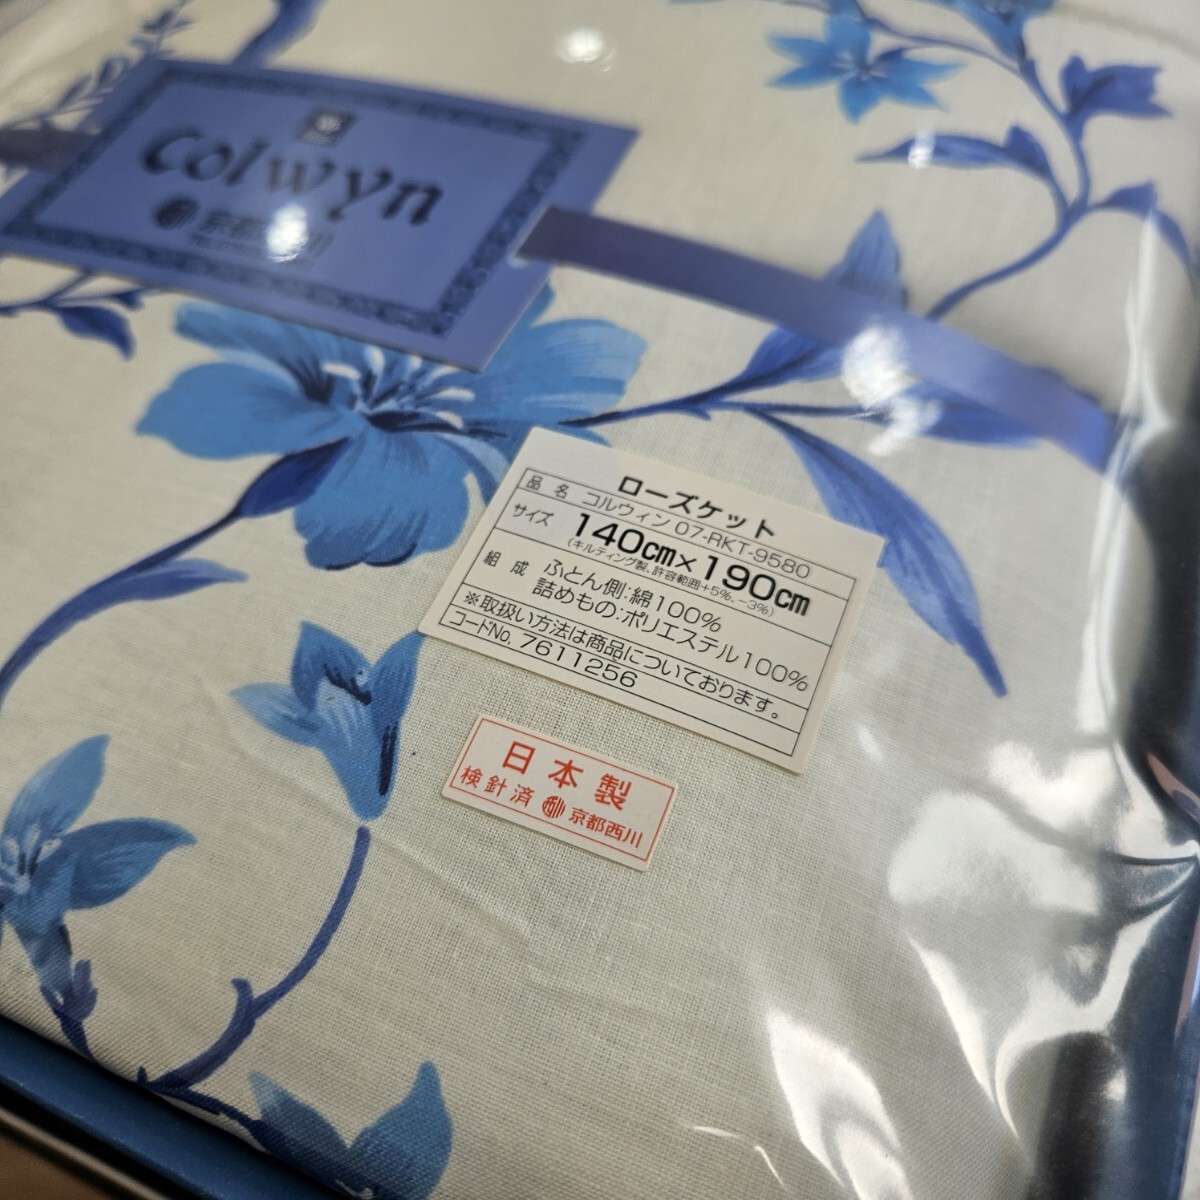 colwyn
京都西川
ローズケット
品名 コルウィン 07-RKT-9580
サイズ 140cm×190cm
(キルティング製、許容範囲+5%、-3%)
組成 ふとん側:綿100%
詰めもの:ポリエステル100%
※取扱い方法は商品についております。
コードNo. 7611256
日本製
検針済 京都西川